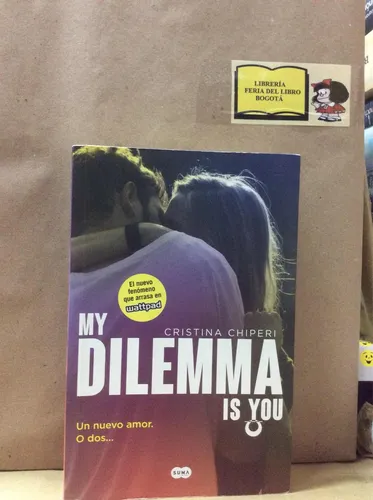 LIBRERÍA
FERIA DEL LIBRO
BOGOTÁ
El nuevo
fenómeno
que arrasa en
wattpad
CRISTINA CHIPERI
MY
DILEMMA
IS YOU
Un nuevo amor.
O dos...
SUMA